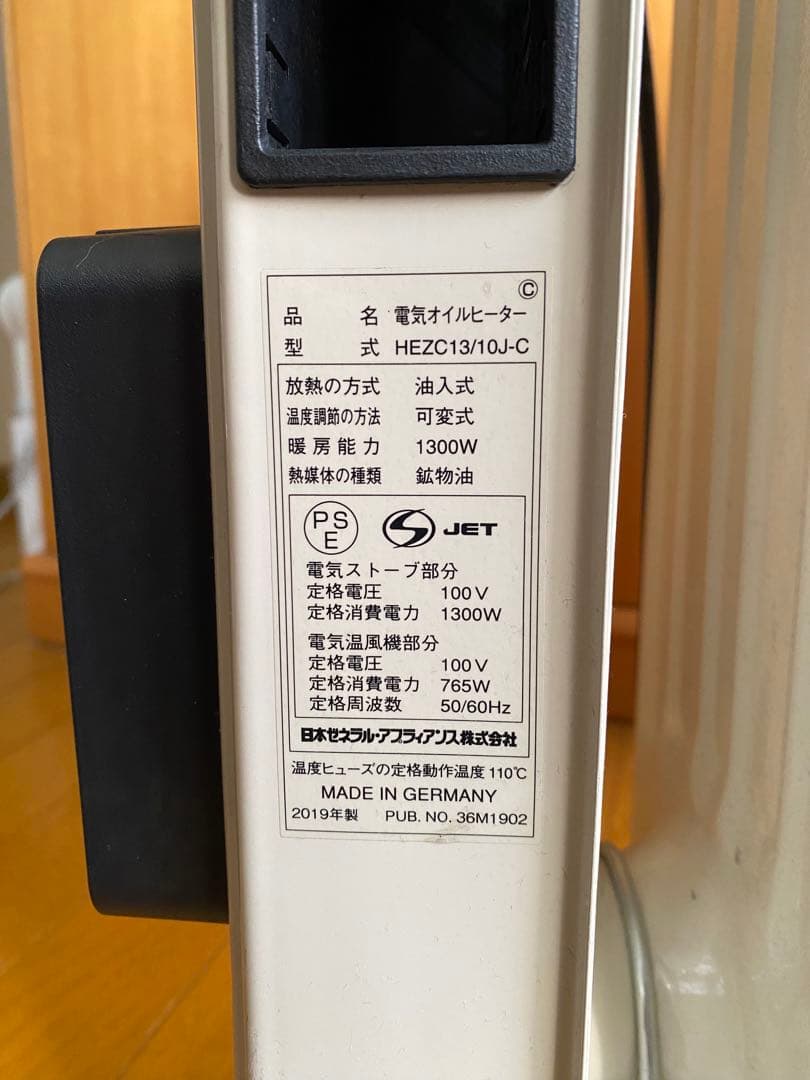 ©
品名 電気オイルヒーター
型式 HEZC13/10J-C
放熱の方式 油入式
温度調節の方法 可変式
暖房能力 1300W
熱媒体の種類 鉱物油
PS
E
JET
電気ストーブ部分
定格電圧 100V
定格消費電力 1300W
電気温風機部分
定格電圧 100V
定格消費電力 765W
定格周波数 50/60Hz
日本ゼネラル・アプライアンス株式会社
温度ヒューズの定格動作温度 110℃
MADE IN GERMANY
2019年製 PUB. NO. 36M1902